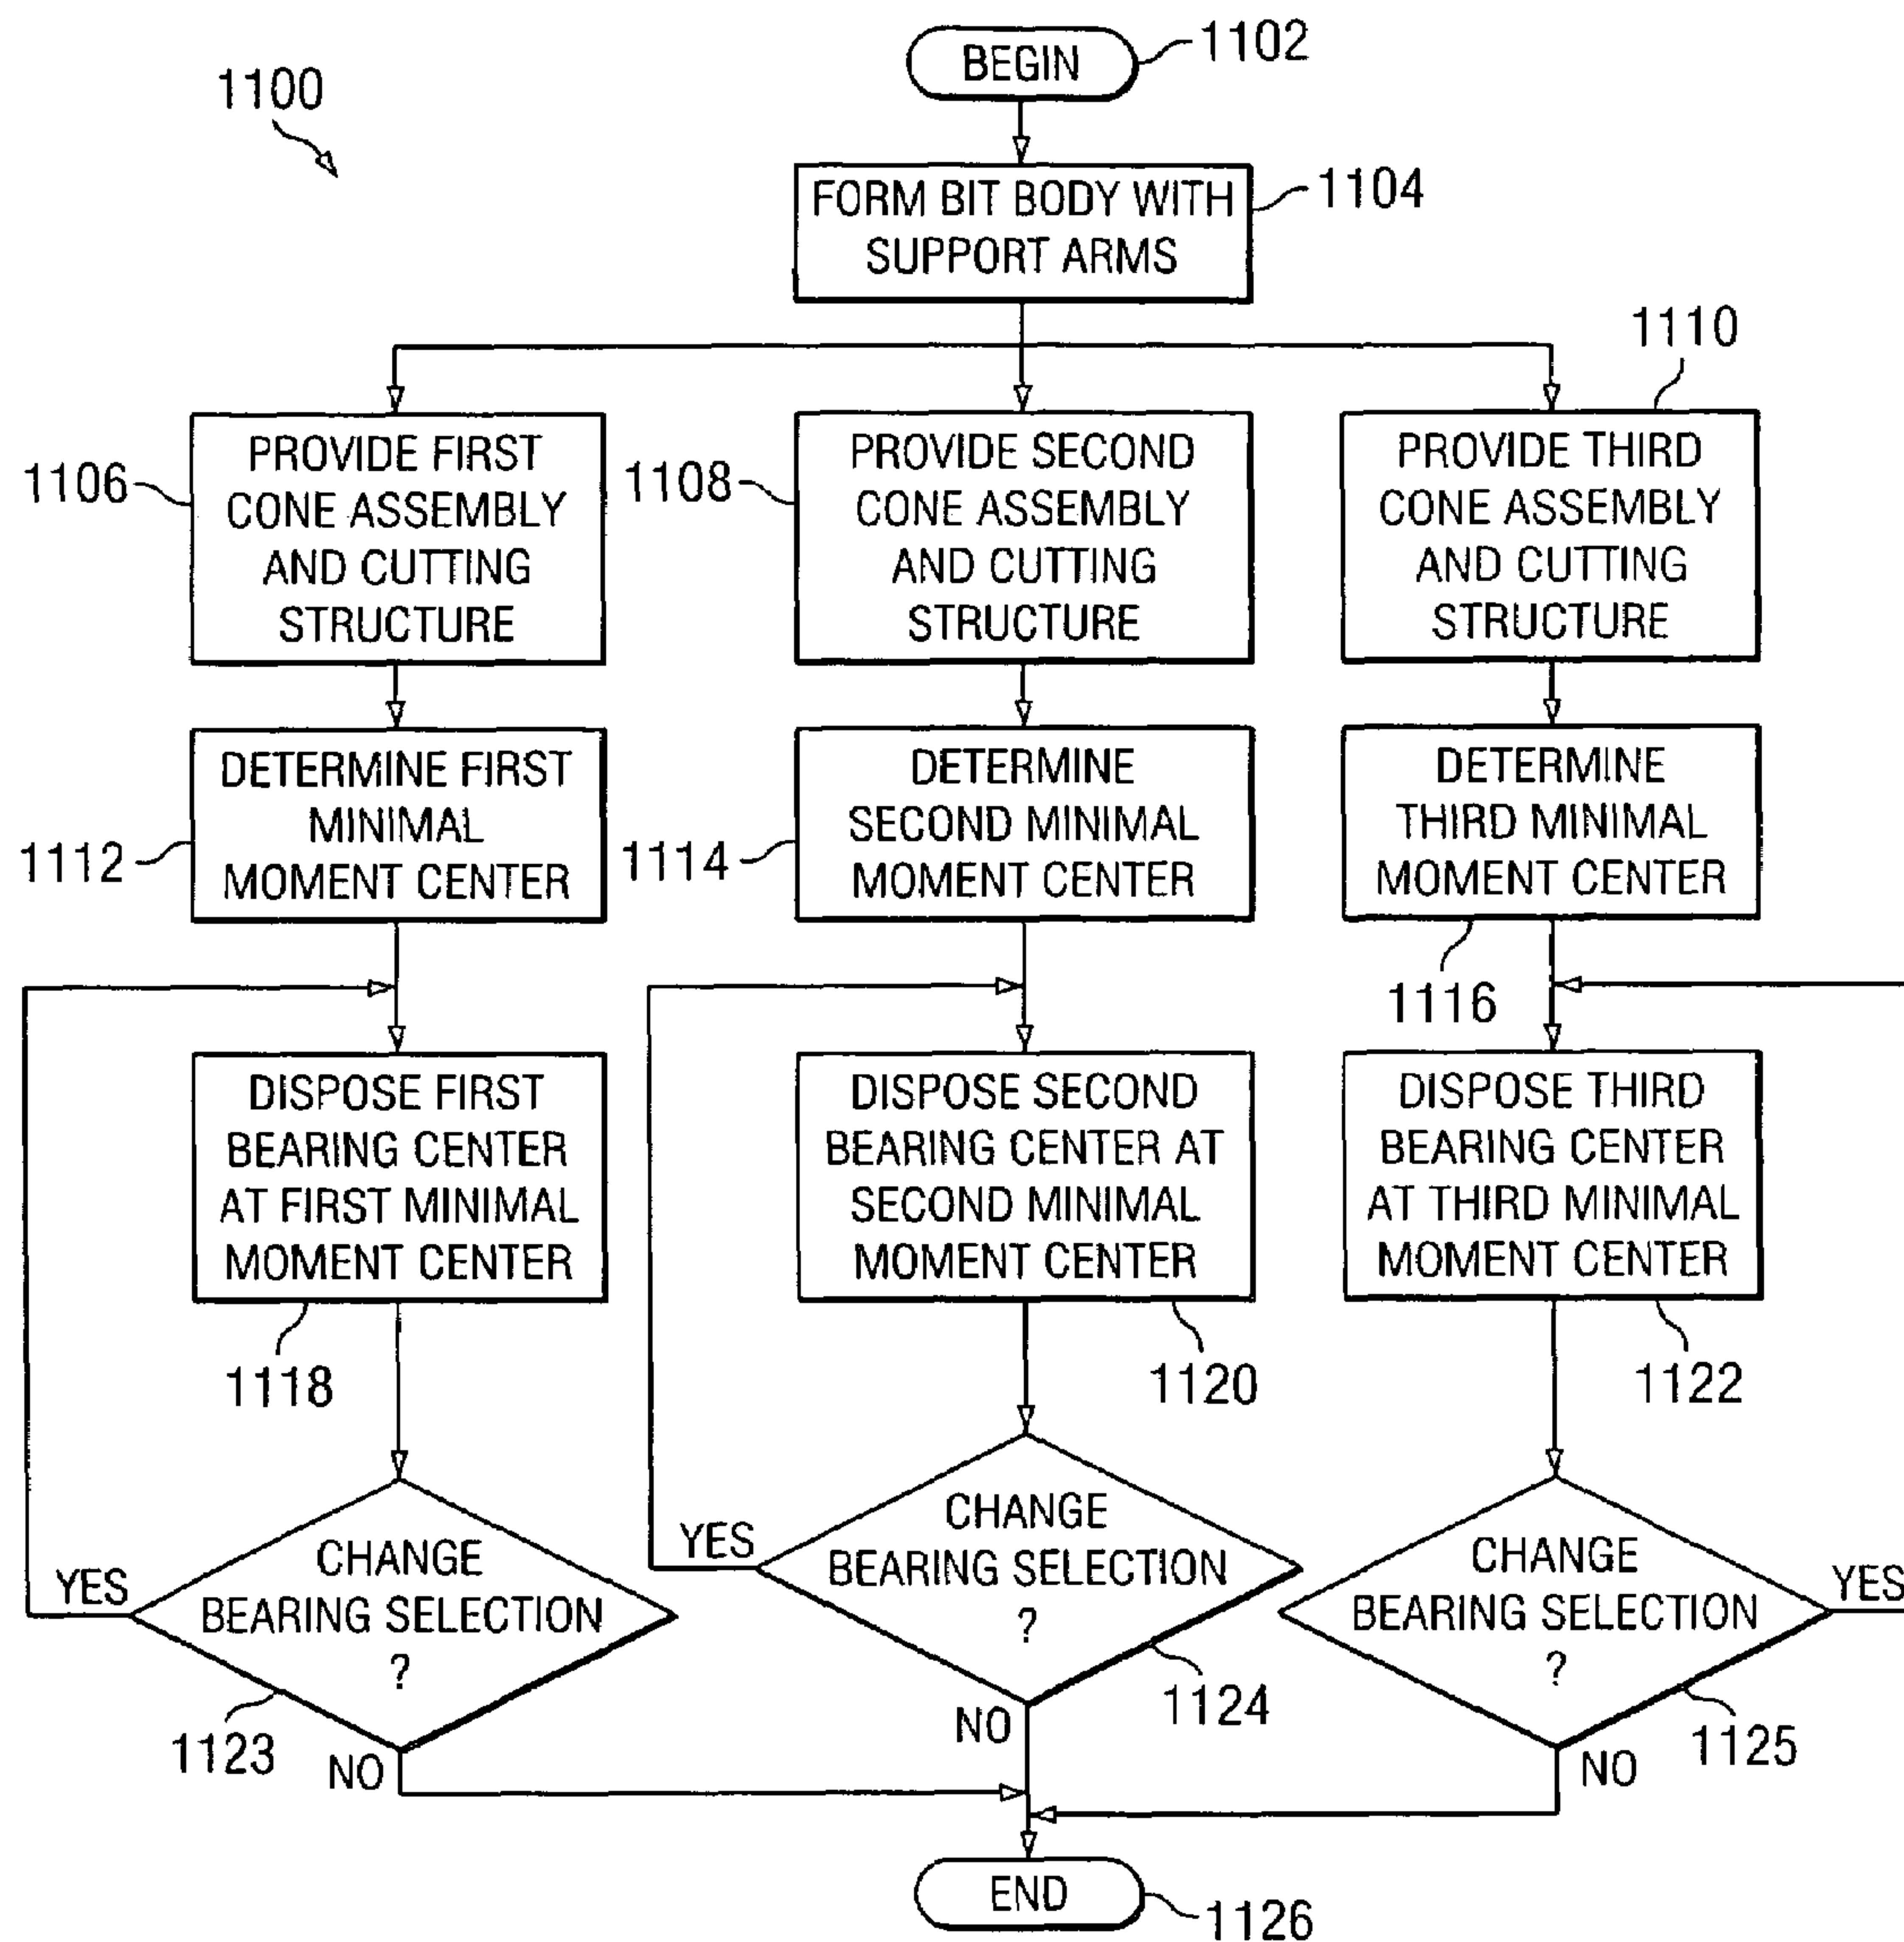 1100
BEGIN
1102
FORM BIT BODY WITH
SUPPORT ARMS
1104
1106
PROVIDE FIRST
CONE ASSEMBLY
AND CUTTING
STRUCTURE
1108
PROVIDE SECOND
CONE ASSEMBLY
AND CUTTING
STRUCTURE
1110
PROVIDE THIRD
CONE ASSEMBLY
AND CUTTING
STRUCTURE
1112
DETERMINE FIRST
MINIMAL
MOMENT CENTER
1114
DETERMINE
SECOND MINIMAL
MOMENT CENTER
DETERMINE
THIRD MINIMAL
MOMENT CENTER
1116
DISPOSE FIRST
BEARING CENTER
AT FIRST MINIMAL
MOMENT CENTER
1118
DISPOSE SECOND
BEARING CENTER AT
SECOND MINIMAL
MOMENT CENTER
1120
DISPOSE THIRD
BEARING CENTER
AT THIRD MINIMAL
MOMENT CENTER
1122
YES
CHANGE
BEARING SELECTION
?
1123
NO
YES
CHANGE
BEARING SELECTION
?
1124
NO
CHANGE
BEARING SELECTION
?
YES
1125
NO
END
1126